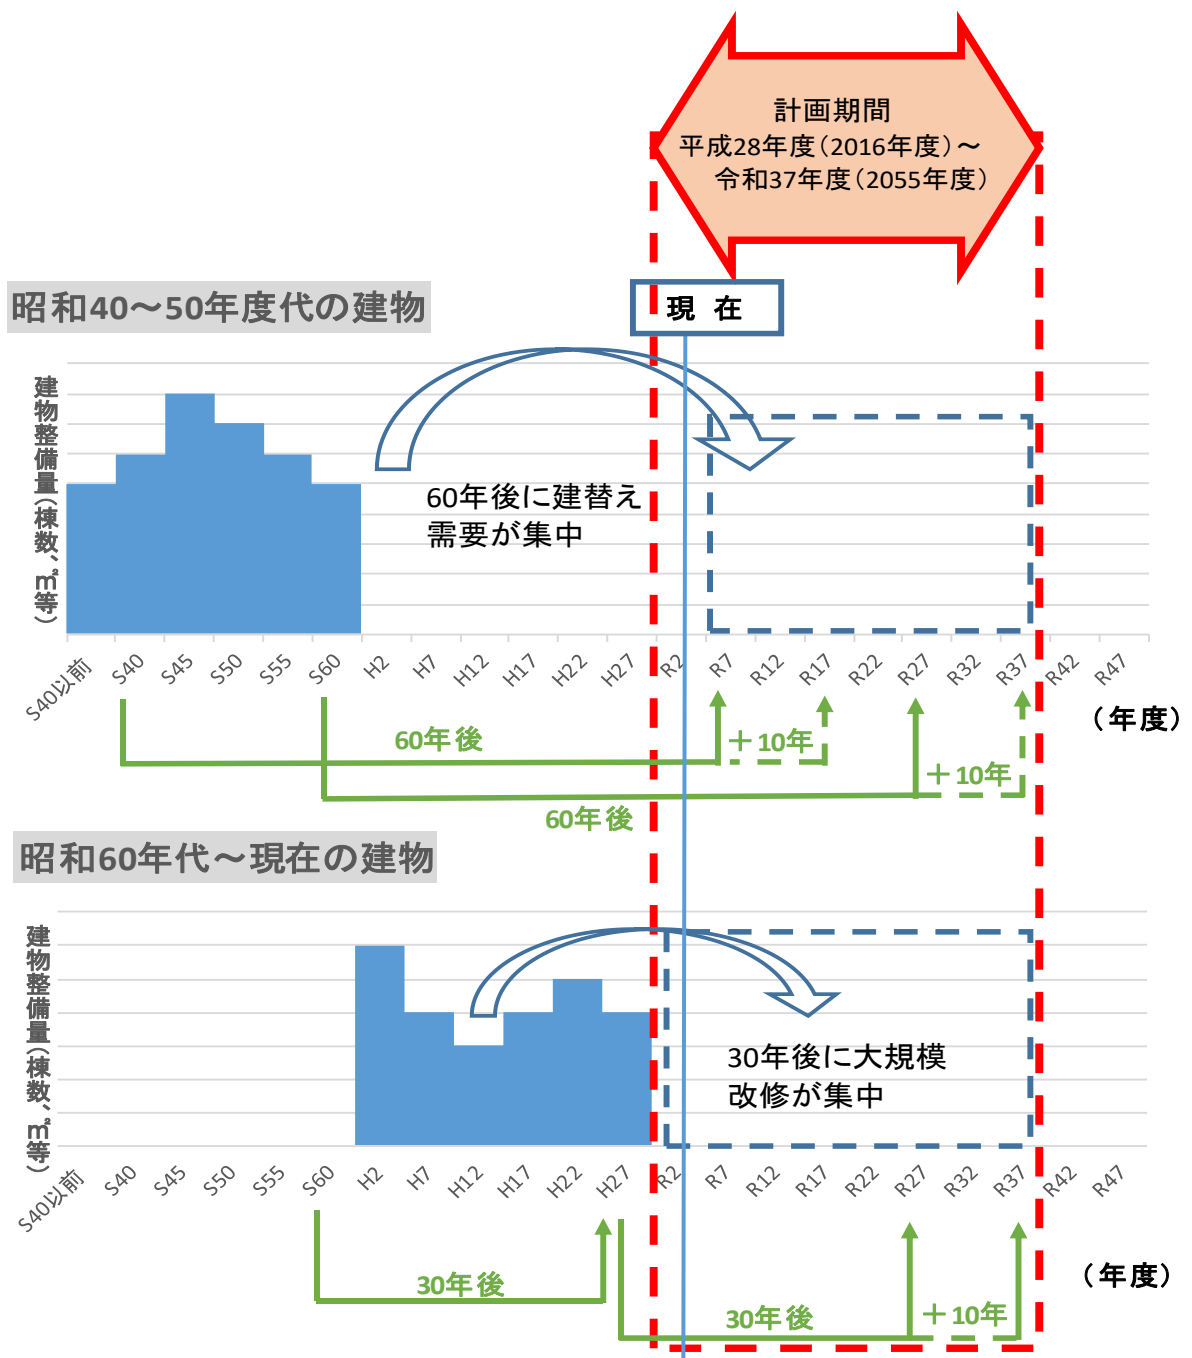 計画期間
平成28年度（2016年度）～
令和37年度（2055年度）
昭和40～50年度代の建物
現 在
建物整備量（棟数、㎡等）
60年後に建替え
需要が集中
S40以前 S40 S45 S50 S55 S60 H2 H7 H12 H17 H22 H27 R2 R7 R12 R17 R22 R27 R32 R37 R42 R47
（年度）
60年後
＋10年
＋10年
60年後
昭和60年代～現在の建物
建物整備量（棟数、㎡等）
30年後に大規模
改修が集中
S40以前 S40 S45 S50 S55 S60 H2 H7 H12 H17 H22 H27 R2 R7 R12 R17 R22 R27 R32 R37 R42 R47
（年度）
30年後
30年後
＋10年